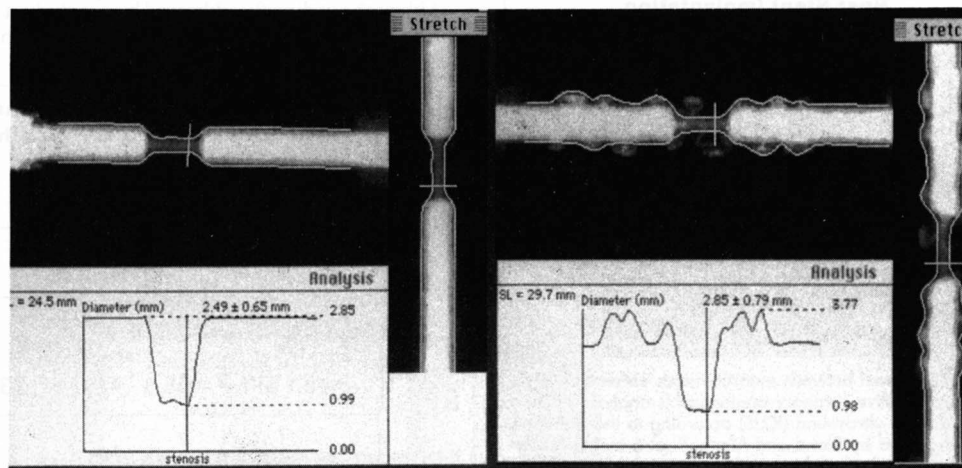 Stretch
Analysis
= 24.5 mm
Diameter (mm)
2.49 ± 0.65 mm
2.85
0.99
0.00
stenosis
Stretch
Analysis
SL = 29.7 mm
Diameter (mm)
2.85 ± 0.79 mm
3.77
0.98
0.00
stenosis